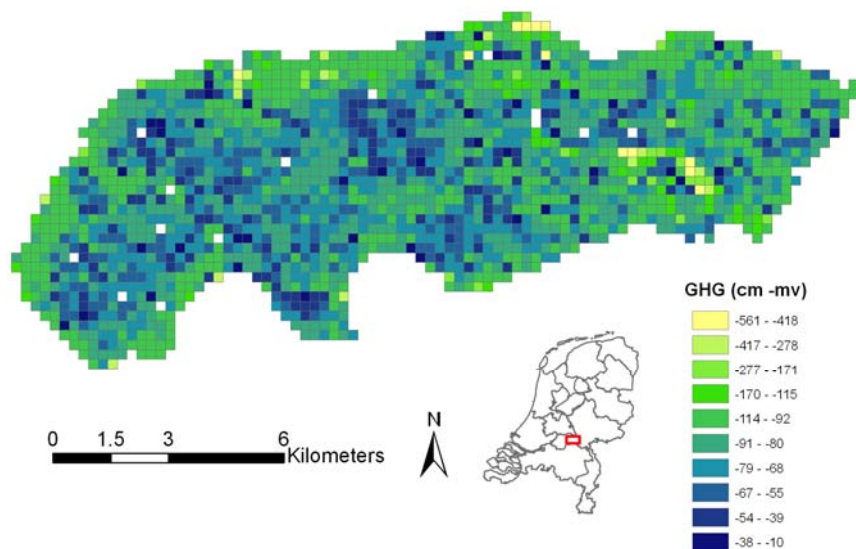 GHG (cm -mv)
-561 - -418
-417 - -278
-277 - -171
-170 - -115
-114 - -92
-91 - -80
-79 - -68
-67 - -55
-54 - -39
-38 - -10
N
0 1.5 3 6
Kilometers